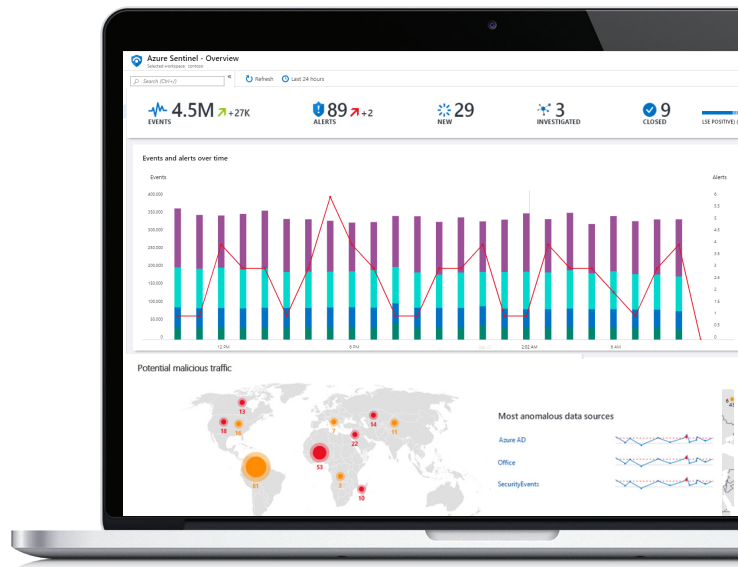 Azure Sentinel - Overview
Selected workspace: contoso
Search (Ctrl+/)
«
Refresh
Last 24 hours
4.5M +27K
EVENTS
89 +2
ALERTS
29
NEW
3
INVESTIGATED
9
CLOSED
LSE POSITIVE) (
Events and alerts over time
Events
Alerts
400,000
350,000
300,000
250,000
200,000
150,000
100,000
50,000
0
6
5.5
5
4.5
4
3.5
3
2.5
2
1.5
1
0.5
0
12 PM
6 PM
2:52 AM
6 AM
Potential malicious traffic
13
18
16
7
14
11
22
53
81
3
10
Most anomalous data sources
Azure AD
Office
SecurityEvents